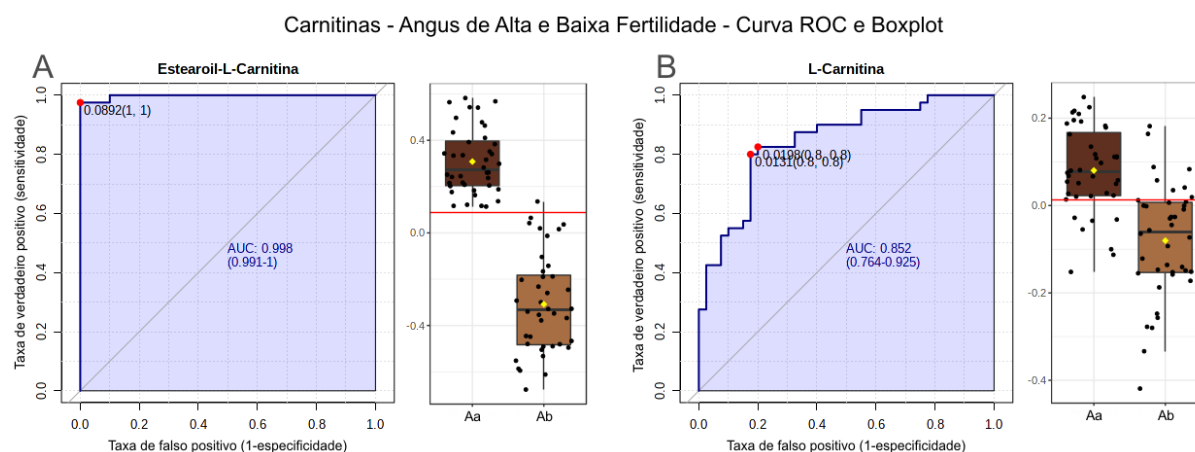 Carnitinas - Angus de Alta e Baixa Fertilidade - Curva ROC e Boxplot
A
Estearoil-L-Carnitina
Taxa de verdadeiro positivo (sensitividade)
1.0
0.8
0.6
0.4
0.2
0.0
0.0892(1, 1)
AUC: 0.998
(0.991-1)
0.0 0.2 0.4 0.6 0.8 1.0
Taxa de falso positivo (1-especificidade)
0.4
0.0
-0.4
Aa Ab
B
L-Carnitina
Taxa de verdadeiro positivo (sensitividade)
1.0
0.8
0.6
0.4
0.2
0.0
0.0198(0.8, 0.8)
0.0131(0.8, 0.8)
AUC: 0.852
(0.764-0.925)
0.0 0.2 0.4 0.6 0.8 1.0
Taxa de falso positivo (1-especificidade)
0.2
0.0
-0.2
-0.4
Aa Ab